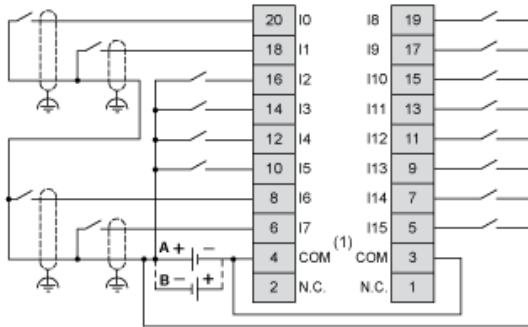 20 I0 I8 19
18 I1 I9 17
16 I2 I10 15
14 I3 I11 13
12 I4 I12 11
10 I5 I13 9
8 I6 I14 7
6 I7 I15 5
(1)
A + −
4 COM COM 3
B − +
2 N.C. N.C. 1